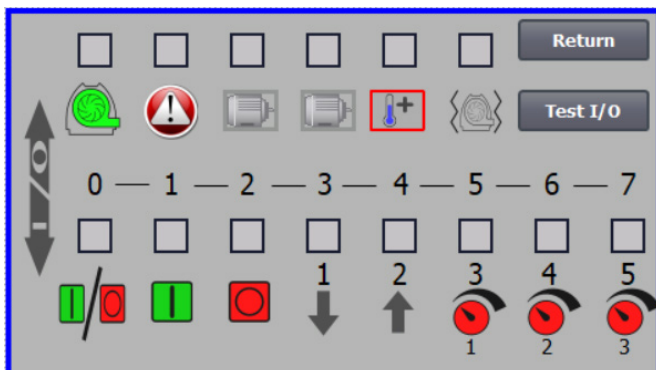 Return
Test I/O
I/O
0 — 1 — 2 — 3 — 4 — 5 — 6 — 7
1 2 3 4 5
1 2 3